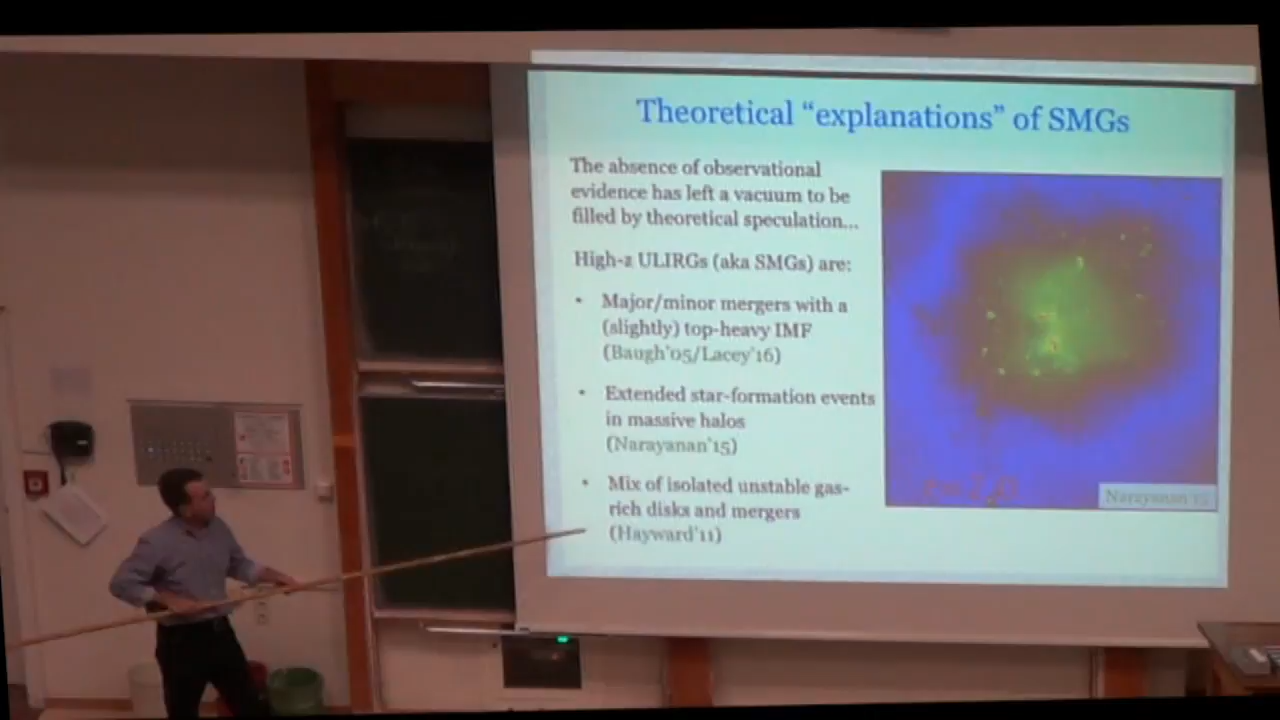 Theoretical “explanations” of SMGs
The absence of observational
evidence has left a vacuum to be
filled by theoretical speculation...
High-z ULIRGs (aka SMGs) are:
• Major/minor mergers with a
(slightly) top-heavy IMF
(Baugh'05/Lacey'16)
• Extended star-formation events
in massive halos
(Narayanan'15)
• Mix of isolated unstable gas-
rich disks and mergers
(Hayward'11)
Narayanan